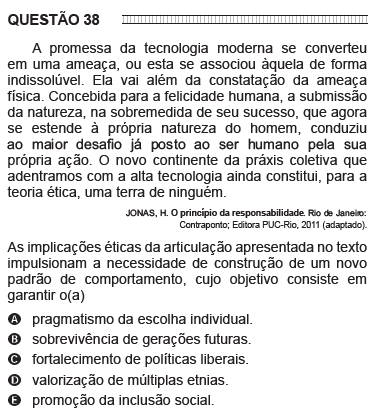 QUESTÃO 38
A promessa da tecnologia moderna se converteu
em uma ameaça, ou esta se associou àquela de forma
indissolúvel. Ela vai além da constatação da ameaça
física. Concebida para a felicidade humana, a submissão
da natureza, na sobremedida de seu sucesso, que agora
se estende à própria natureza do homem, conduziu
ao maior desafio já posto ao ser humano pela sua
própria ação. O novo continente da práxis coletiva que
adentramos com a alta tecnologia ainda constitui, para a
teoria ética, uma terra de ninguém.
JONAS, H. O princípio da responsabilidade. Rio de Janeiro:
Contraponto; Editora PUC-Rio, 2011 (adaptado).
As implicações éticas da articulação apresentada no texto
impulsionam a necessidade de construção de um novo
padrão de comportamento, cujo objetivo consiste em
garantir o(a)
A pragmatismo da escolha individual.
B sobrevivência de gerações futuras.
C fortalecimento de políticas liberais.
D valorização de múltiplas etnias.
E promoção da inclusão social.